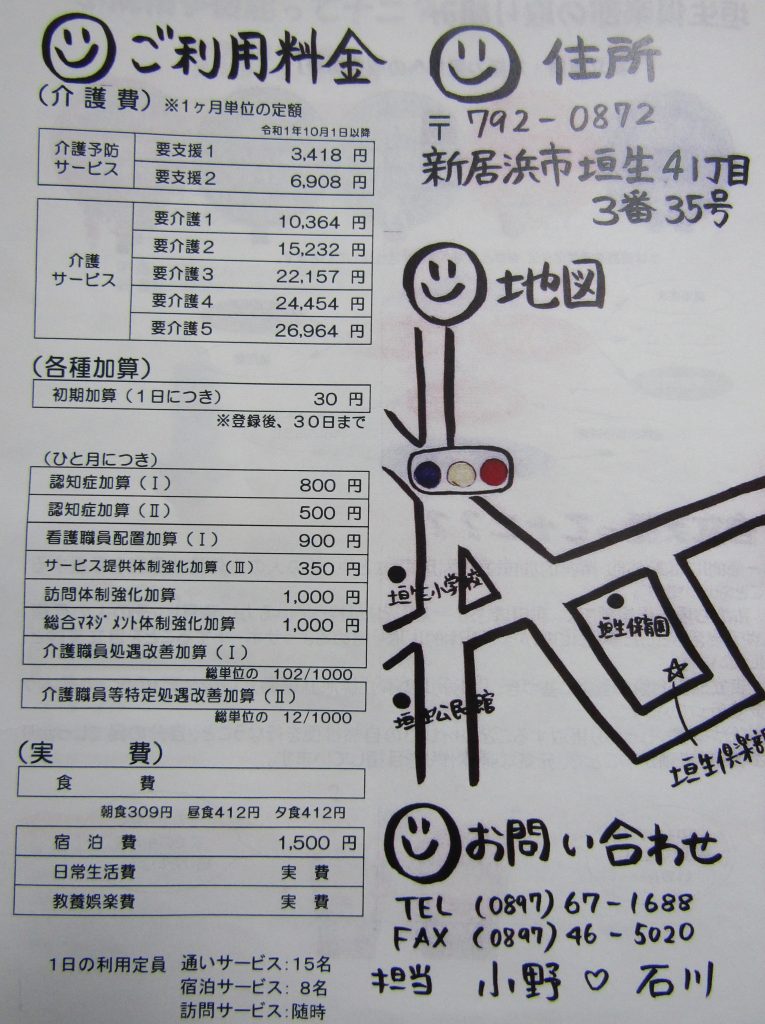 ご利用料金
（介護費）※1ヶ月単位の定額
令和1年10月1日以降
介護予防サービス 要支援1 3,418 円
要支援2 6,908 円
介護サービス 要介護1 10,364 円
要介護2 15,232 円
要介護3 22,157 円
要介護4 24,454 円
要介護5 26,964 円
（各種加算）
初期加算（1日につき） 30 円
※登録後、30日まで
（ひと月につき）
認知症加算（Ⅰ） 800 円
認知症加算（Ⅱ） 500 円
看護職員配置加算（Ⅰ） 900 円
サービス提供体制強化加算（Ⅲ） 350 円
訪問体制強化加算 1,000 円
総合ﾏﾈｼﾞﾒﾝﾄ体制強化加算 1,000 円
介護職員処遇改善加算（Ⅰ）
総単位の 102/1000
介護職員等特定処遇改善加算（Ⅱ）
総単位の 12/1000
（実 費）
食 費
朝食309円 昼食412円 夕食412円
宿 泊 費 1,500 円
日常生活費 実 費
教養娯楽費 実 費
1日の利用定員 通いサービス：15名
宿泊サービス：8名
訪問サービス：随時
住所
〒792-0872
新居浜市垣生4丁目
3番35号
地図
垣生小学校
垣生保育園
垣生公民館
垣生倶楽部
お問い合わせ
TEL (0897)67-1688
FAX (0897)46-5020
担当 小野♡石川